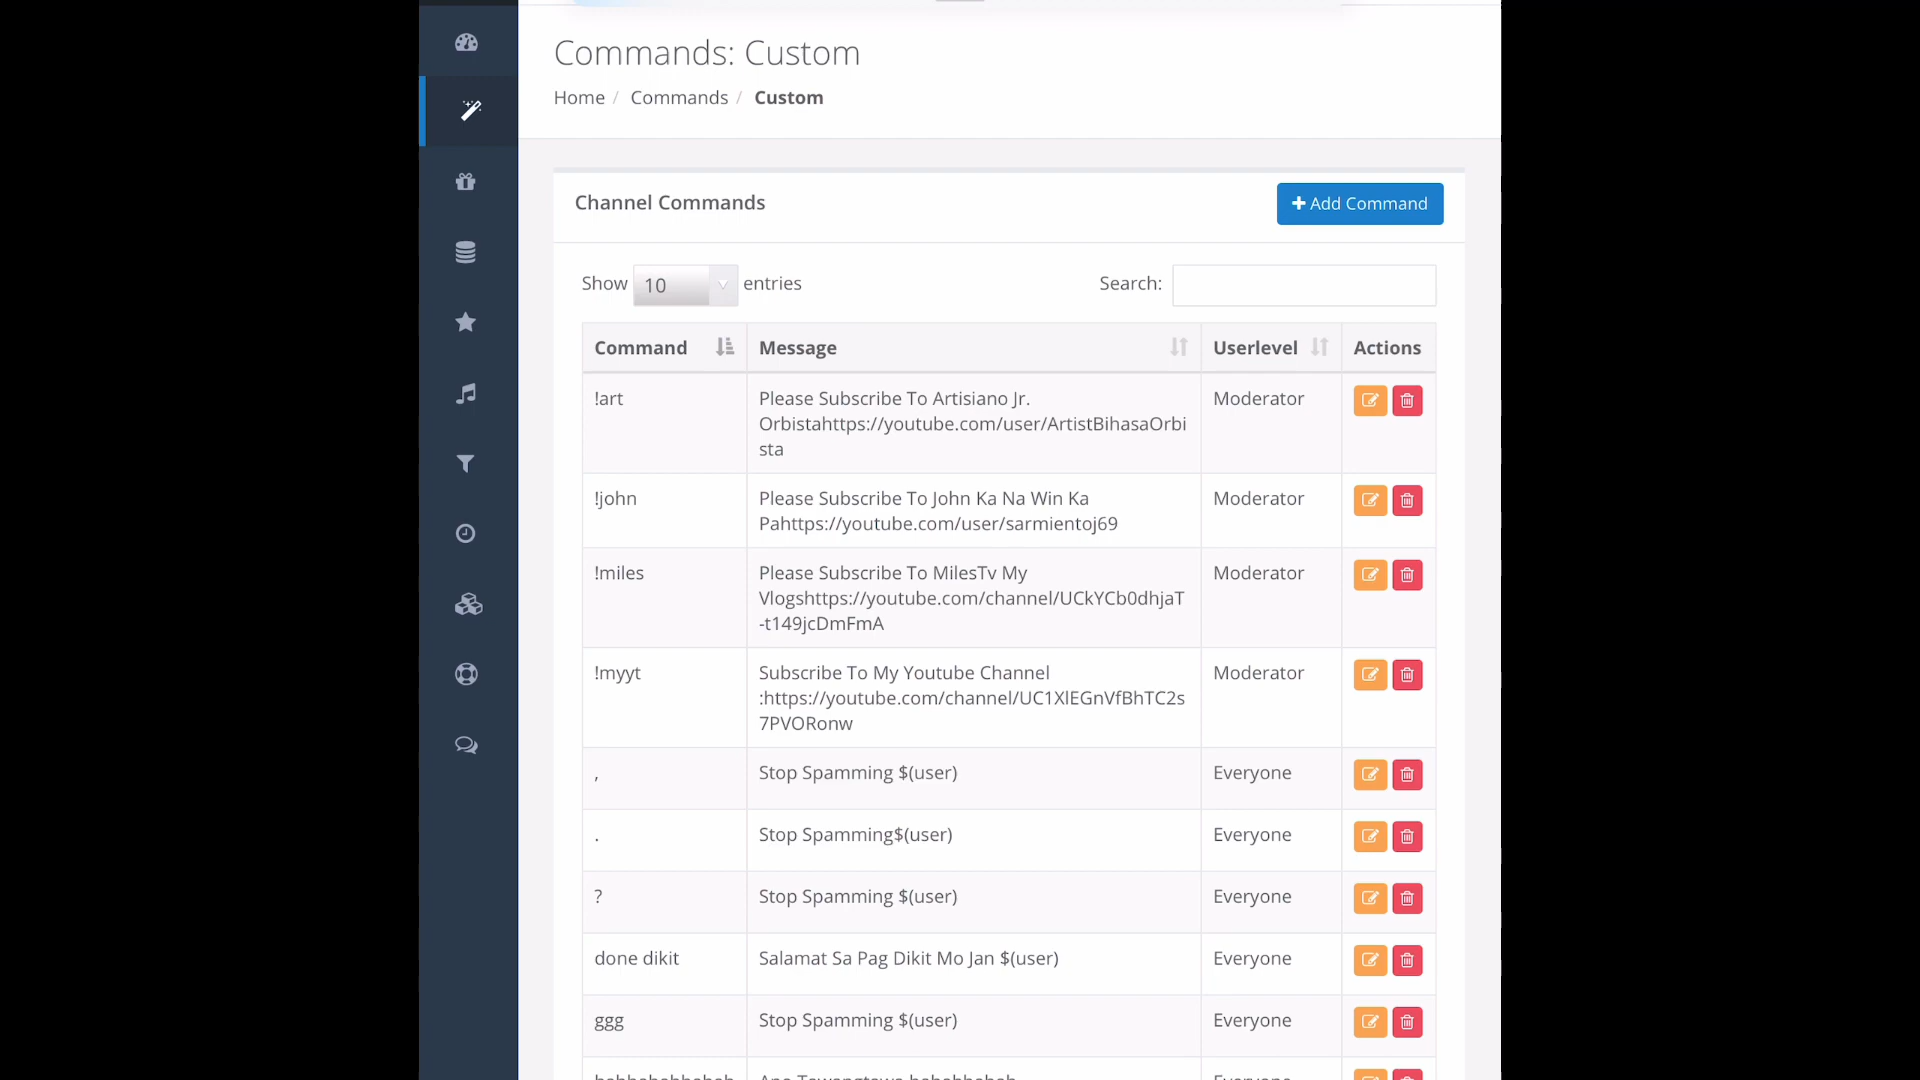 Commands: Custom
Home / Commands / Custom
Channel Commands
Add Command
Show 10 entries
Search:
Command Message Userlevel Actions
!art Please Subscribe To Artisiano Jr. Moderator
Orbistahttps://youtube.com/user/ArtistBihasaOrbi
sta
!john Please Subscribe To John Ka Na Win Ka Moderator
Pahttps://youtube.com/user/sarmientoj69
!miles Please Subscribe To MilesTv My Moderator
Vlogshttps://youtube.com/channel/UCkYCb0dhjaT
-t149jcDmFmA
!myyt Subscribe To My Youtube Channel Moderator
:https://youtube.com/channel/UC1XlEGnVfBhTC2s
7PVORonw
, Stop Spamming $(user) Everyone
. Stop Spamming$(user) Everyone
? Stop Spamming $(user) Everyone
done dikit Salamat Sa Pag Dikit Mo Jan $(user) Everyone
ggg Stop Spamming $(user) Everyone
Everyone